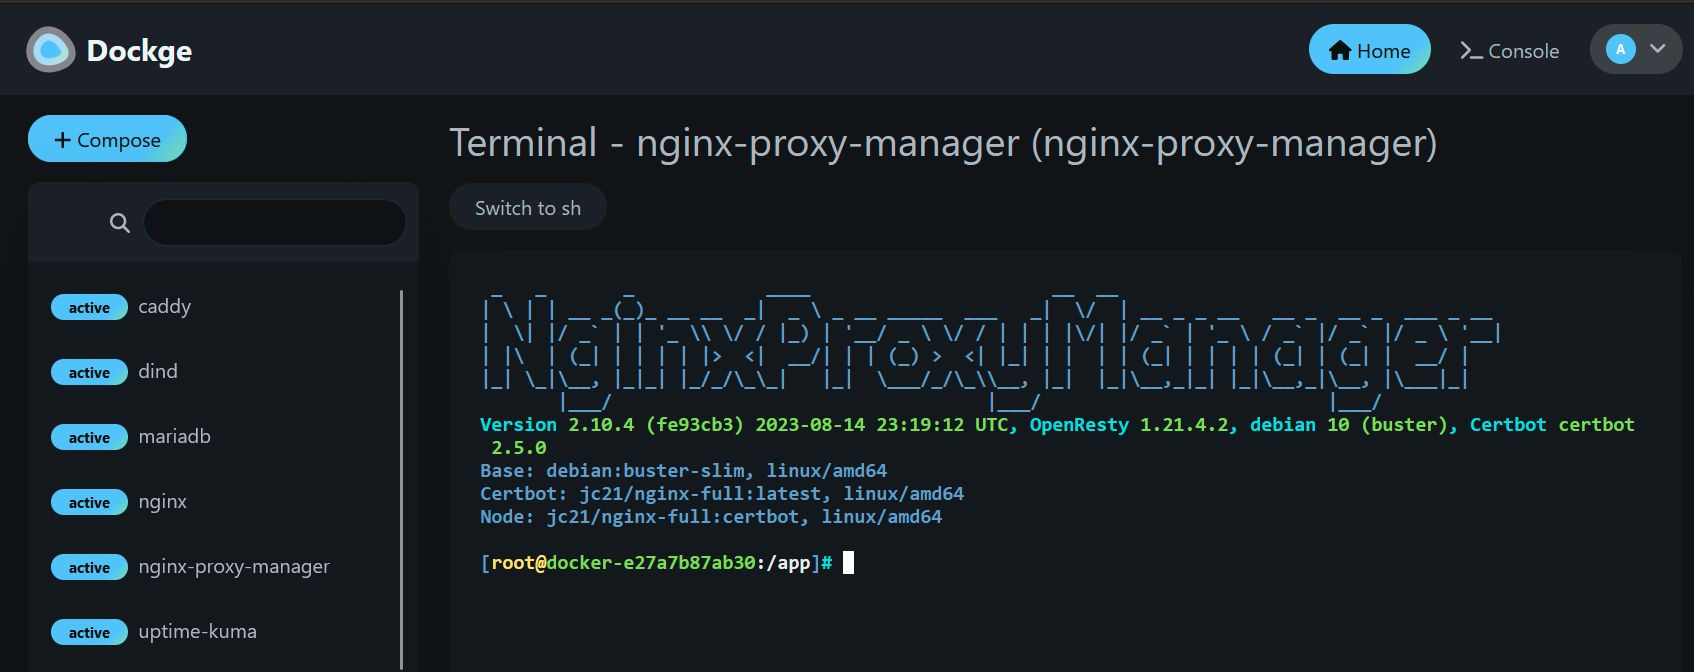 Dockge
Home
Console
A
Compose
active caddy
active dind
active mariadb
active nginx
active nginx-proxy-manager
active uptime-kuma
Terminal - nginx-proxy-manager (nginx-proxy-manager)
Switch to sh
NginxProxyManager
Version 2.10.4 (fe93cb3) 2023-08-14 23:19:12 UTC, OpenResty 1.21.4.2, debian 10 (buster), Certbot certbot
2.5.0
Base: debian:buster-slim, linux/amd64
Certbot: jc21/nginx-full:latest, linux/amd64
Node: jc21/nginx-full:certbot, linux/amd64
[root@docker-e27a7b87ab30:/app]#